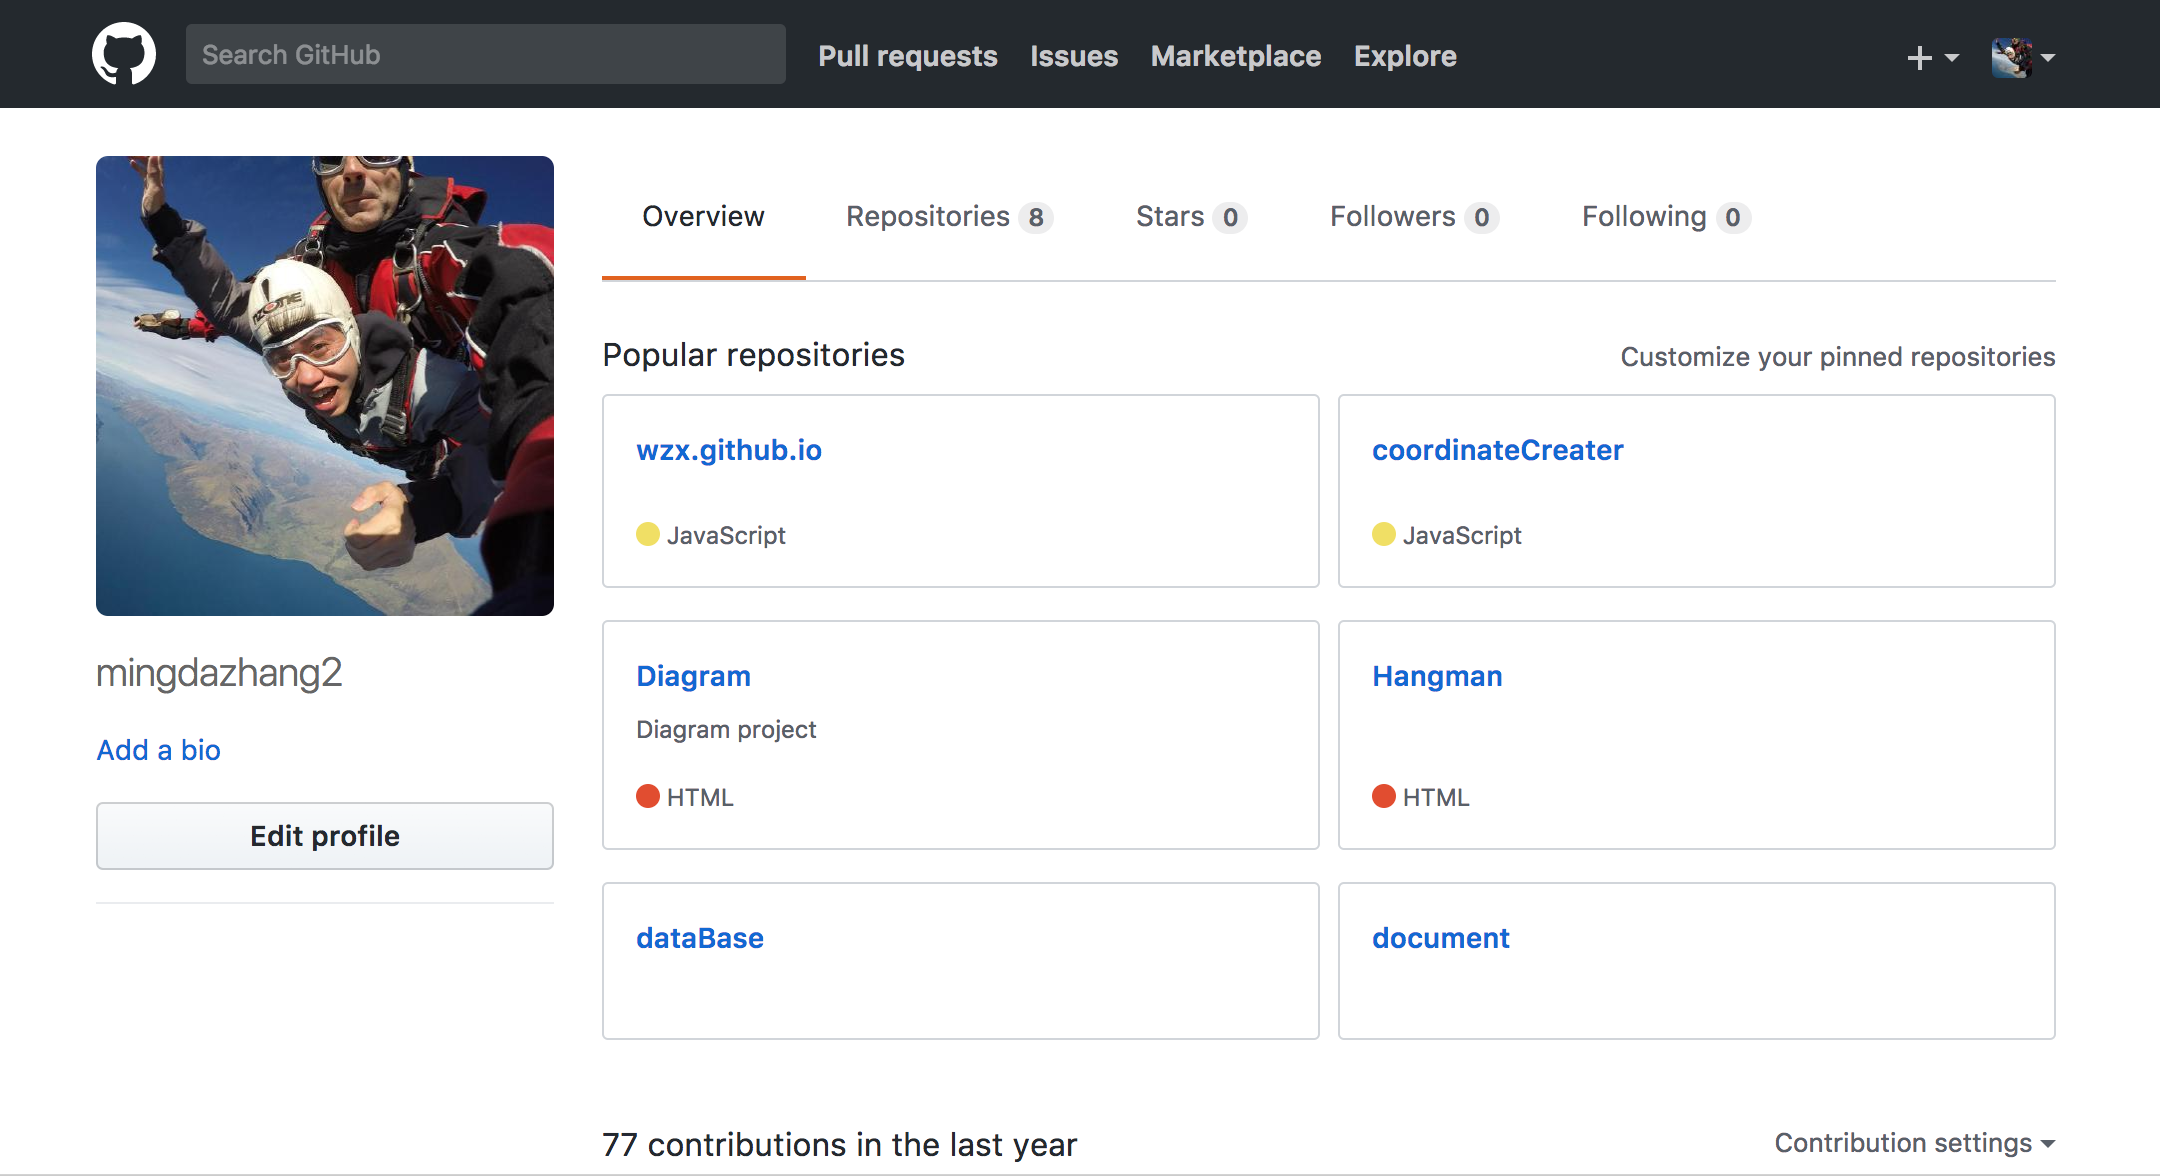 Search GitHub Pull requests Issues Marketplace Explore
Overview Repositories 8 Stars 0 Followers 0 Following 0
Popular repositories Customize your pinned repositories
wzx.github.io
JavaScript
coordinateCreater
JavaScript
Diagram
Diagram project
HTML
Hangman
HTML
dataBase
document
77 contributions in the last year Contribution settings
mingdazhang2
Add a bio
Edit profile